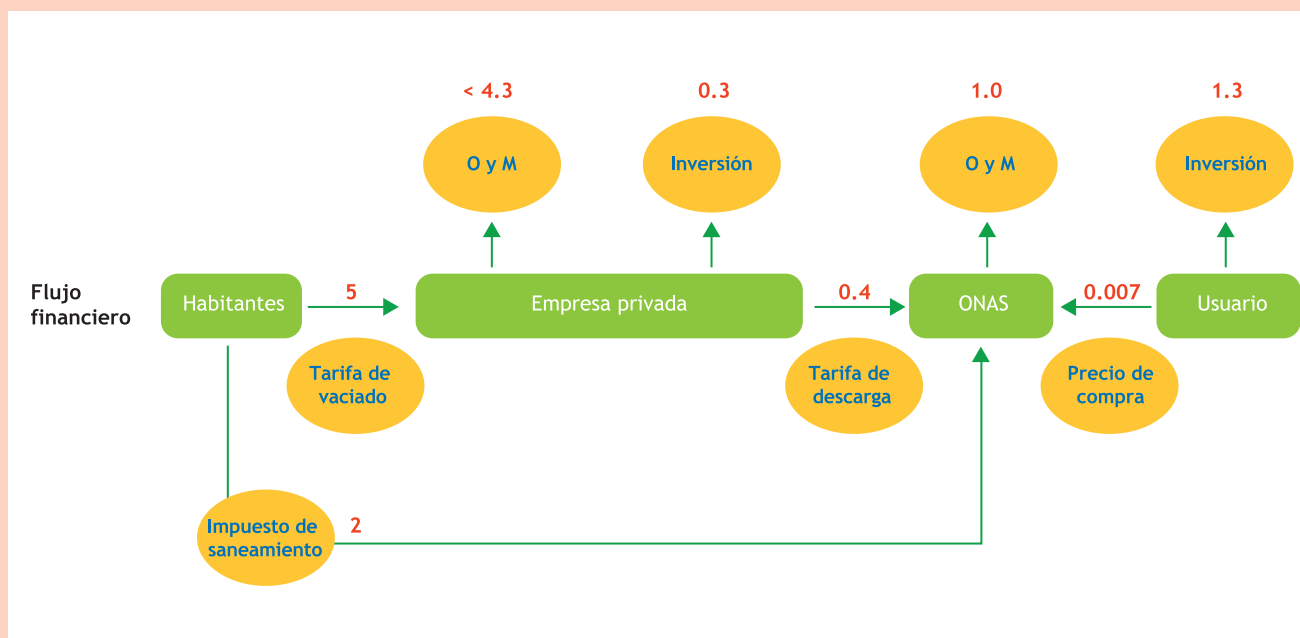 < 4.3
0.3
1.0
1.3
O y M
Inversión
O y M
Inversión
Flujo
financiero
Habitantes
5
Empresa privada
0.4
ONAS
0.007
Usuario
Tarifa de
vaciado
Tarifa de
descarga
Precio de
compra
Impuesto de
saneamiento
2